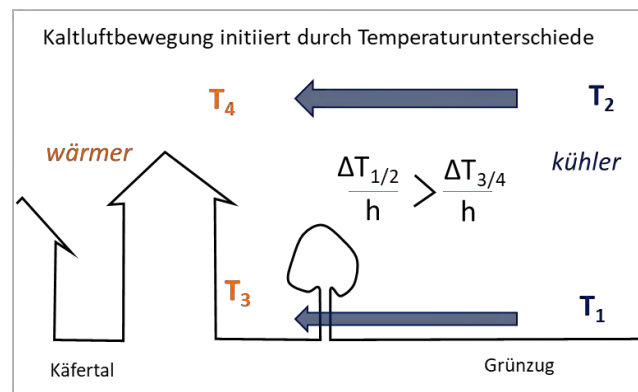 Kaltluftbewegung initiiert durch Temperaturunterschiede
T₄
T₂
wärmer
kühler
ΔT₁/₂ / h > ΔT₃/₄ / h
T₃
T₁
Käfertal
Grünzug